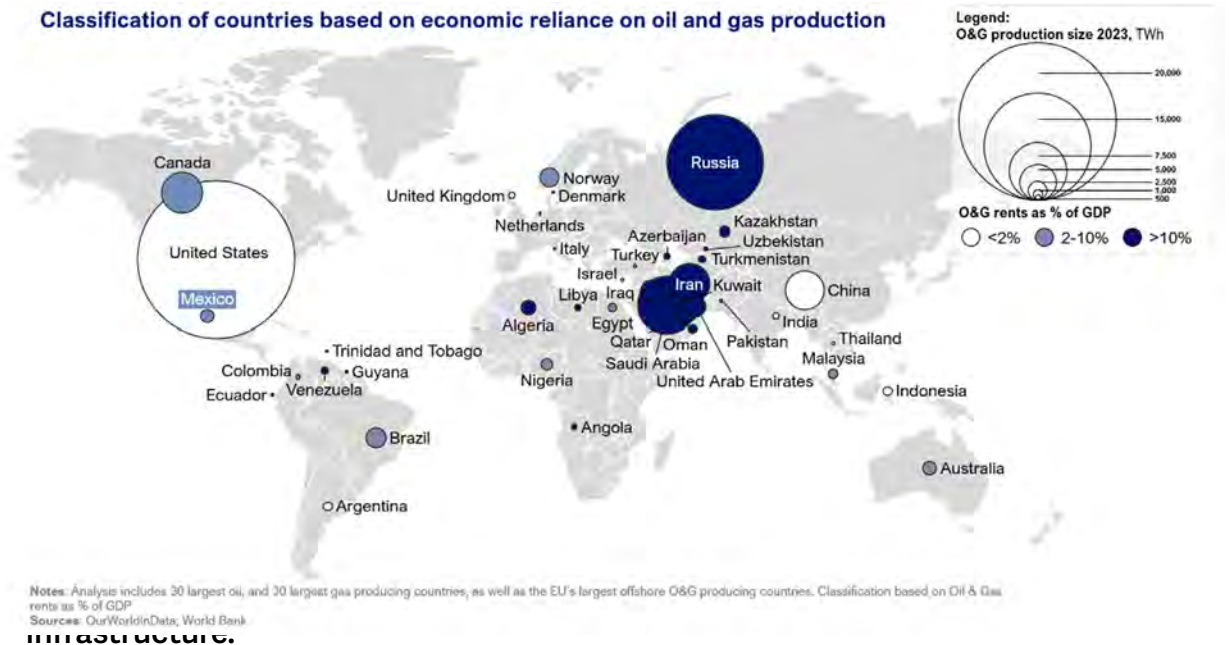 Classification of countries based on economic reliance on oil and gas production
Legend:
O&G production size 2023, TWh
20,000
15,000
7,500
5,000
2,500
1,000
500
O&G rents as % of GDP
<2%
2-10%
>10%
Canada
United States
Mexico
Russia
Norway
United Kingdom
Denmark
Netherlands
Italy
Kazakhstan
Azerbaijan
Uzbekistan
Turkey
Turkmenistan
Israel
Iran
Kuwait
China
Libya
Iraq
India
Algeria
Egypt
Qatar
Oman
Pakistan
Thailand
Saudi Arabia
Malaysia
United Arab Emirates
Nigeria
Indonesia
Trinidad and Tobago
Colombia
Guyana
Venezuela
Ecuador
Angola
Brazil
Australia
Argentina
Notes: Analysis includes 30 largest oil, and 30 largest gas producing countries, as well as the EU's largest offshore O&G producing countries. Classification based on Oil & Gas
rents as % of GDP
Sources: OurWorldInData; World Bank
infrastructure.